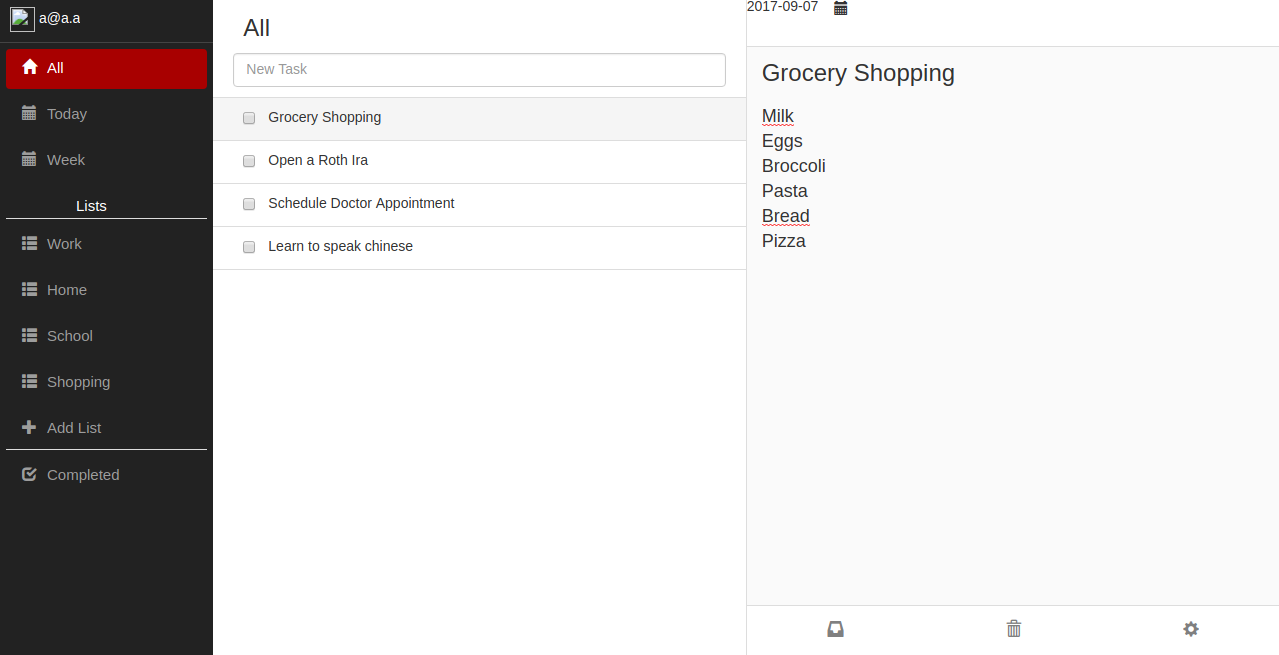 a@a.a
All
Today
Week
Lists
Work
Home
School
Shopping
Add List
Completed
All
New Task
Grocery Shopping
Open a Roth Ira
Schedule Doctor Appointment
Learn to speak chinese
2017-09-07
Grocery Shopping
Milk
Eggs
Broccoli
Pasta
Bread
Pizza